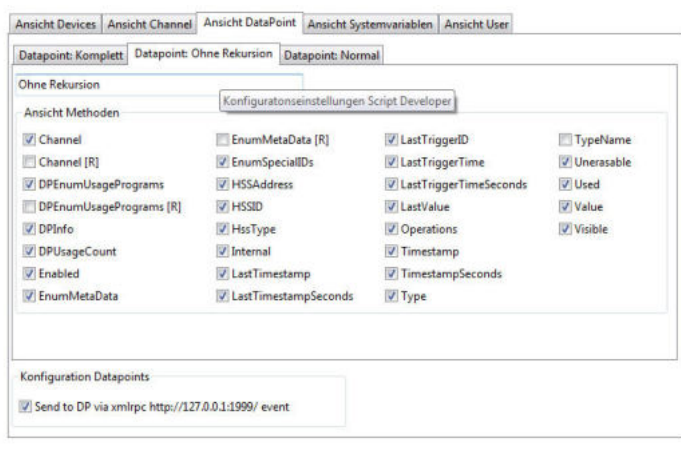 Ansicht Devices Ansicht Channel Ansicht DataPoint Ansicht Systemvariablen Ansicht User
Datapoint: Komplett Datapoint: Ohne Rekursion Datapoint: Normal
Ohne Rekursion
Konfiguratonseinstellungen Script Developer
Ansicht Methoden
Channel EnumMetaData [R] LastTriggerID TypeName
Channel [R] EnumSpecialIDs LastTriggerTime Unerasable
DPEnumUsagePrograms HSSAddress LastTriggerTimeSeconds Used
DPEnumUsagePrograms [R] HSSID LastValue Value
DPInfo HssType Operations Visible
DPUsageCount Internal Timestamp
Enabled LastTimestamp TimestampSeconds
EnumMetaData LastTimestampSeconds Type
Konfiguration Datapoints
Send to DP via xmlrpc http://127.0.0.1:1999/ event